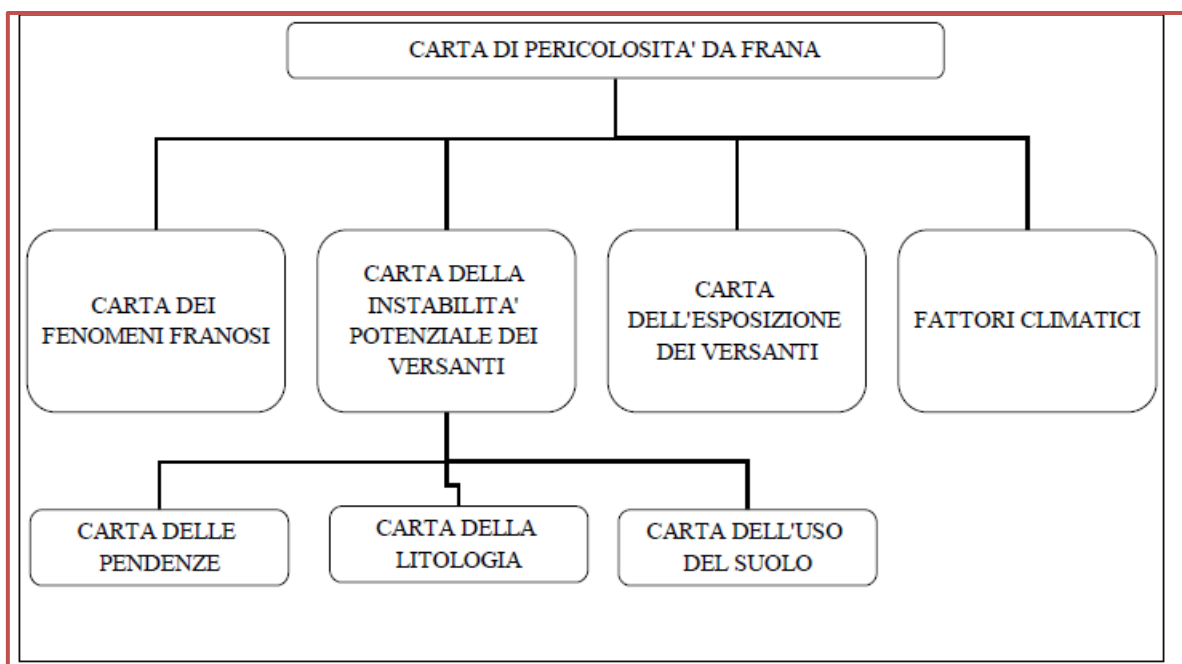 CARTA DI PERICOLOSITA' DA FRANA
CARTA DEI
FENOMENI FRANOSI
CARTA DELLA
INSTABILITA'
POTENZIALE DEI
VERSANTI
CARTA
DELL'ESPOSIZIONE
DEI VERSANTI
FATTORI CLIMATICI
CARTA DELLE
PENDENZE
CARTA DELLA
LITOLOGIA
CARTA DELL'USO
DEL SUOLO